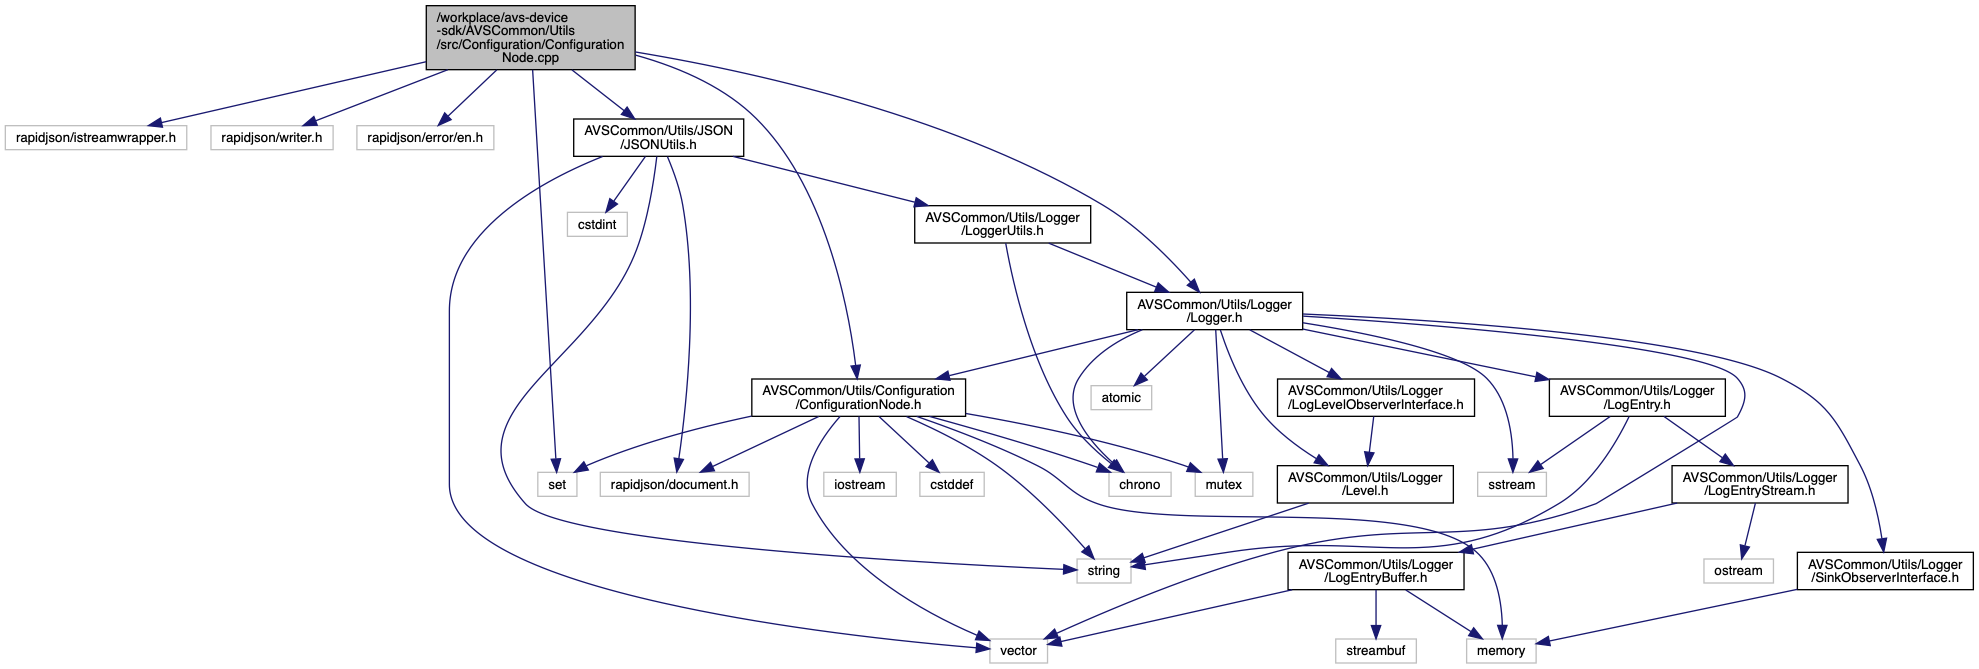 /workplace/avs-device
-sdk/AVSCommon/Utils
/src/Configuration/Configuration
Node.cpp
rapidjson/istreamwrapper.h
rapidjson/writer.h
rapidjson/error/en.h
AVSCommon/Utils/JSON
/JSONUtils.h
cstdint
AVSCommon/Utils/Logger
/LoggerUtils.h
AVSCommon/Utils/Logger
/Logger.h
AVSCommon/Utils/Configuration
/ConfigurationNode.h
atomic
AVSCommon/Utils/Logger
/LogLevelObserverInterface.h
AVSCommon/Utils/Logger
/LogEntry.h
set
rapidjson/document.h
iostream
cstddef
chrono
mutex
AVSCommon/Utils/Logger
/Level.h
sstream
AVSCommon/Utils/Logger
/LogEntryStream.h
string
AVSCommon/Utils/Logger
/LogEntryBuffer.h
ostream
AVSCommon/Utils/Logger
/SinkObserverInterface.h
vector
streambuf
memory